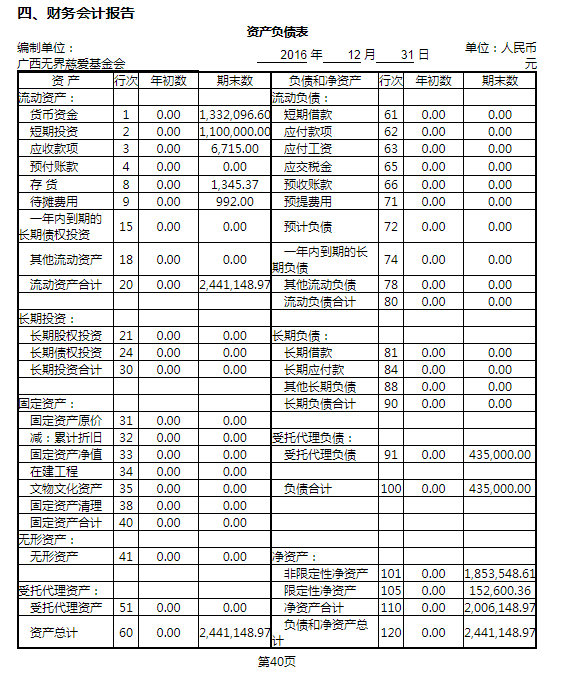 四、财务会计报告
资产负债表
编制单位： 2016 年 12 月 31 日 单位：人民币
广西无界慈爱基金会 元
资 产 行次 年初数 期末数 负债和净资产 行次 年初数 期末数
流动资产： 流动负债：
货币资金 1 0.00 1,332,096.60 短期借款 61 0.00 0.00
短期投资 2 0.00 1,100,000.00 应付款项 62 0.00 0.00
应收款项 3 0.00 6,715.00 应付工资 63 0.00 0.00
预付账款 4 0.00 0.00 应交税金 65 0.00 0.00
存 货 8 0.00 1,345.37 预收账款 66 0.00 0.00
待摊费用 9 0.00 992.00 预提费用 71 0.00 0.00
一年内到期的
长期债权投资 15 0.00 0.00 预计负债 72 0.00 0.00
其他流动资产 18 0.00 0.00 一年内到期的长
期负债 74 0.00 0.00
流动资产合计 20 0.00 2,441,148.97 其他流动负债 78 0.00 0.00
流动负债合计 80 0.00 0.00
长期投资：
长期股权投资 21 0.00 0.00 长期负债：
长期债权投资 24 0.00 0.00 长期借款 81 0.00 0.00
长期投资合计 30 0.00 0.00 长期应付款 84 0.00 0.00
其他长期负债 88 0.00 0.00
固定资产： 长期负债合计 90 0.00 0.00
固定资产原价 31 0.00 0.00
减：累计折旧 32 0.00 0.00 受托代理负债：
固定资产净值 33 0.00 0.00 受托代理负债 91 0.00 435,000.00
在建工程 34 0.00 0.00
文物文化资产 35 0.00 0.00 负债合计 100 0.00 435,000.00
固定资产清理 38 0.00 0.00
固定资产合计 40 0.00 0.00
无形资产：
无形资产 41 0.00 0.00 净资产：
非限定性净资产 101 0.00 1,853,548.61
受托代理资产： 限定性净资产 105 0.00 152,600.36
受托代理资产 51 0.00 0.00 净资产合计 110 0.00 2,006,148.97
资产总计 60 0.00 2,441,148.97 负债和净资产总
计 120 0.00 2,441,148.97
第40页